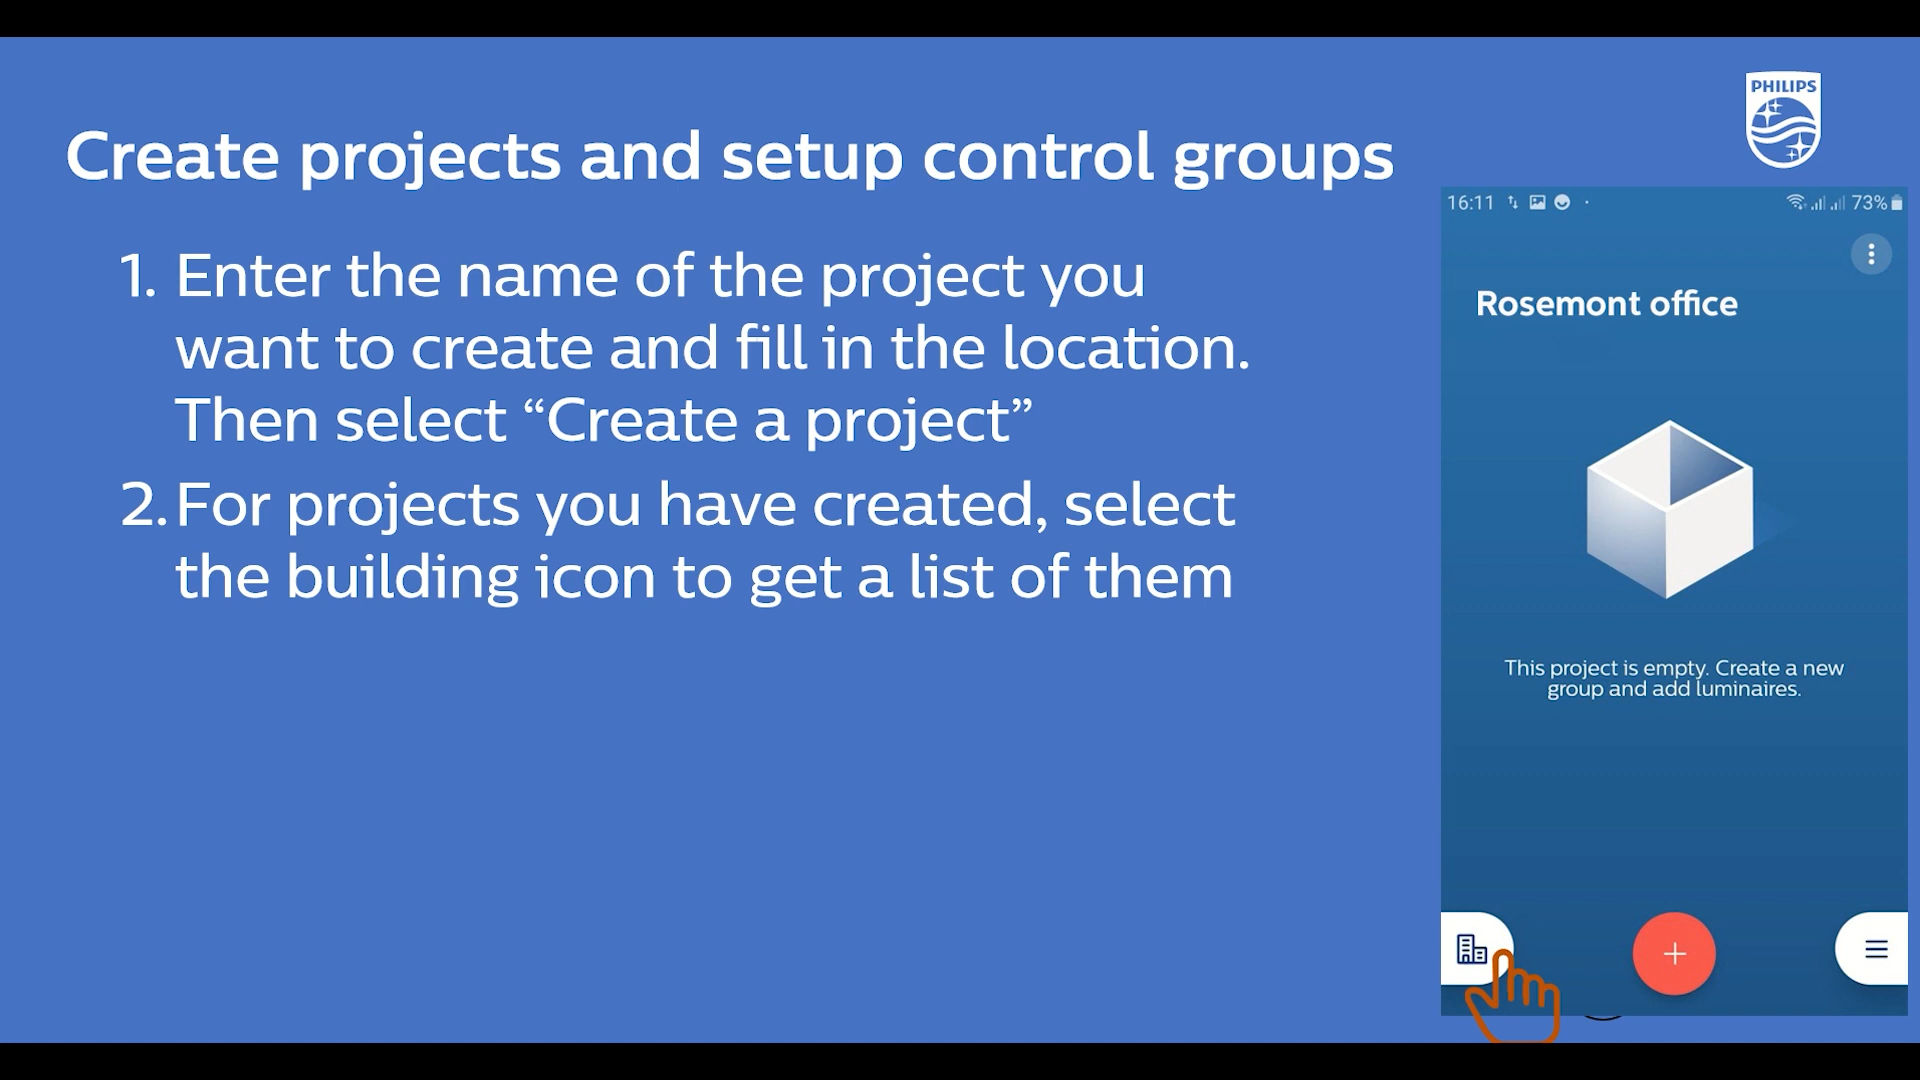 PHILIPS
Create projects and setup control groups
1. Enter the name of the project you
want to create and fill in the location.
Then select “Create a project”
2. For projects you have created, select
the building icon to get a list of them
16:11
73%
Rosemont office
This project is empty. Create a new
group and add luminaires.